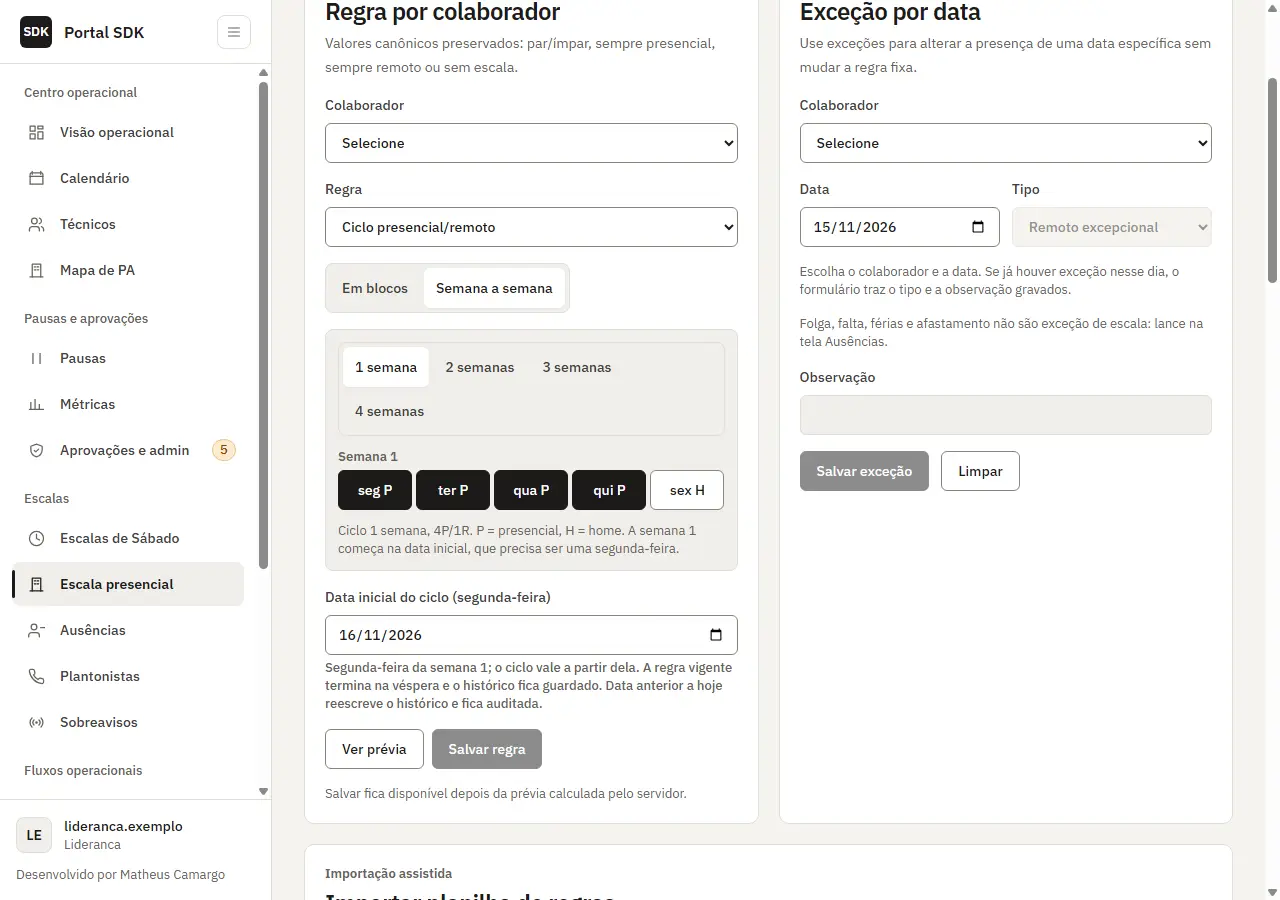 SDK
Portal SDK
Centro operacional
Visão operacional
Calendário
Técnicos
Mapa de PA
Pausas e aprovações
Pausas
Métricas
Aprovações e admin
5
Escalas
Escalas de Sábado
Escala presencial
Ausências
Plantonistas
Sobreavisos
Fluxos operacionais
LE
lideranca.exemplo
Lideranca
Desenvolvido por Matheus Camargo
Regra por colaborador
Valores canônicos preservados: par/ímpar, sempre presencial,
sempre remoto ou sem escala.
Colaborador
Selecione
Regra
Ciclo presencial/remoto
Em blocos
Semana a semana
1 semana
2 semanas
3 semanas
4 semanas
Semana 1
seg P
ter P
qua P
qui P
sex H
Ciclo 1 semana, 4P/1R. P = presencial, H = home. A semana 1
começa na data inicial, que precisa ser uma segunda-feira.
Data inicial do ciclo (segunda-feira)
16/11/2026
Segunda-feira da semana 1; o ciclo vale a partir dela. A regra vigente
termina na véspera e o histórico fica guardado. Data anterior a hoje
reescreve o histórico e fica auditada.
Ver prévia
Salvar regra
Salvar fica disponível depois da prévia calculada pelo servidor.
Exceção por data
Use exceções para alterar a presença de uma data específica sem
mudar a regra fixa.
Colaborador
Selecione
Data
Tipo
15/11/2026
Remoto excepcional
Escolha o colaborador e a data. Se já houver exceção nesse dia, o
formulário traz o tipo e a observação gravados.
Folga, falta, férias e afastamento não são exceção de escala: lance na
tela Ausências.
Observação
Salvar exceção
Limpar
Importação assistida
Importar planilha de regras